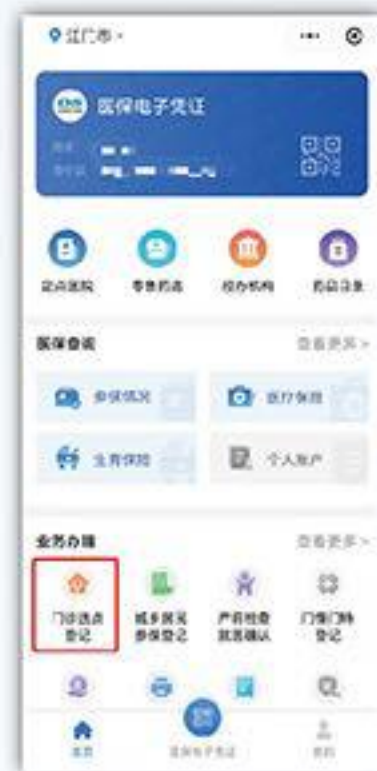 江门市
医保电子凭证
定点医院 零售药店 经办机构 药品目录
医保查询 查看更多 >
参保情况 医疗保险
生育保险 个人账户
业务办理 查看更多 >
门诊选点 城乡居民 产前检查 门慢门特
登记 参保登记 就医确认 登记
首页 医保电子凭证 我的